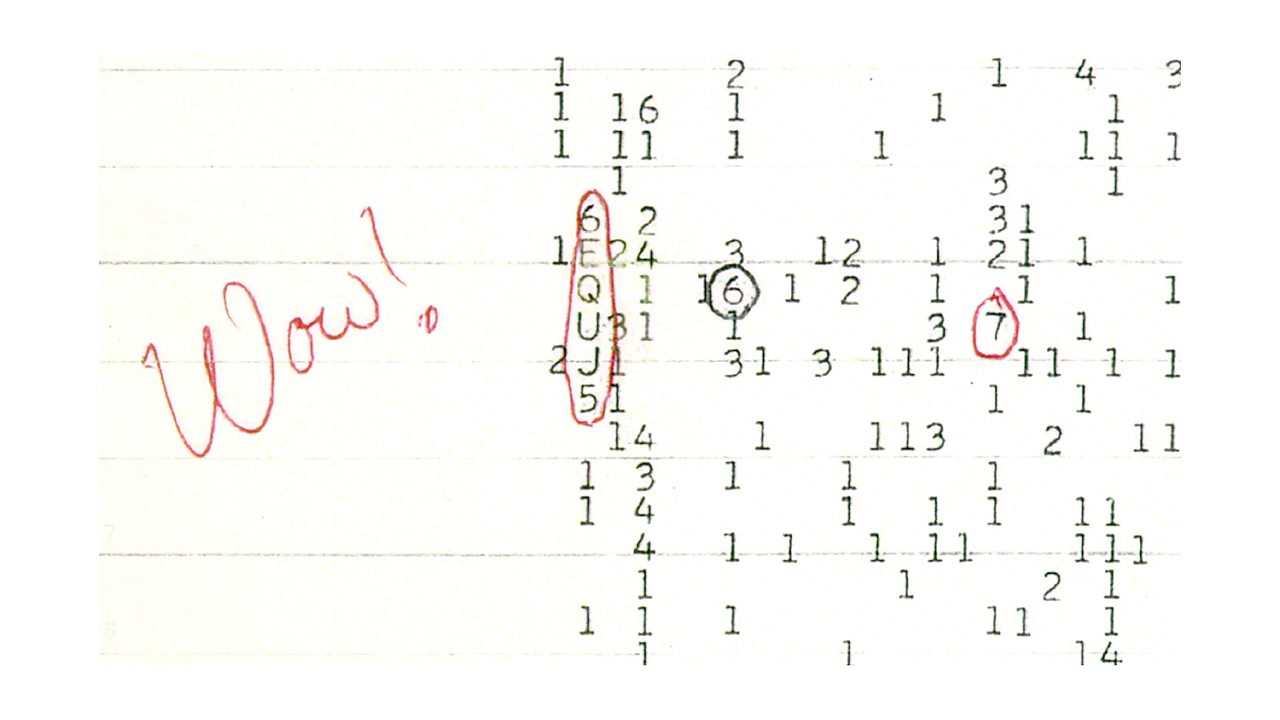 1 2 1 4 3
1 16 1 1 1
1 11 1 1 11 1
1 3 1
6 2 31
1E24 3 12 1 21 1
Q 1 16 1 2 1 1 1
U31 1 3 7 1
2J1 31 3 111 11 1 1
51 1 1
14 1 113 2 11
1 3 1 1 1
1 4 1 1 1 11
4 1 1 1 11 111
1 1 2 1
1 1 1 11 1
1 1 14
Wow!